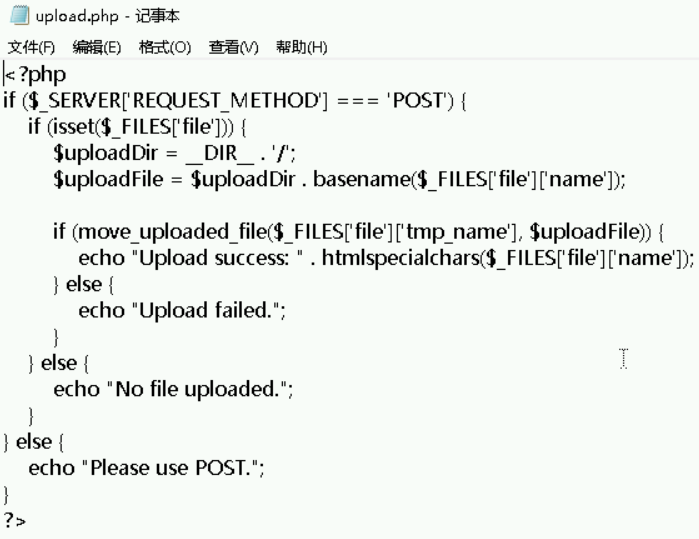 upload.php - 记事本
文件(F) 编辑(E) 格式(O) 查看(V) 帮助(H)
<?php
if ($_SERVER['REQUEST_METHOD'] === 'POST') {
    if (isset($_FILES['file'])) {
        $uploadDir = __DIR__ . '/';
        $uploadFile = $uploadDir . basename($_FILES['file']['name']);

        if (move_uploaded_file($_FILES['file']['tmp_name'], $uploadFile)) {
            echo "Upload success: " . htmlspecialchars($_FILES['file']['name']);
        } else {
            echo "Upload failed.";
        }
    } else {
        echo "No file uploaded.";
    }
} else {
    echo "Please use POST.";
}
?>